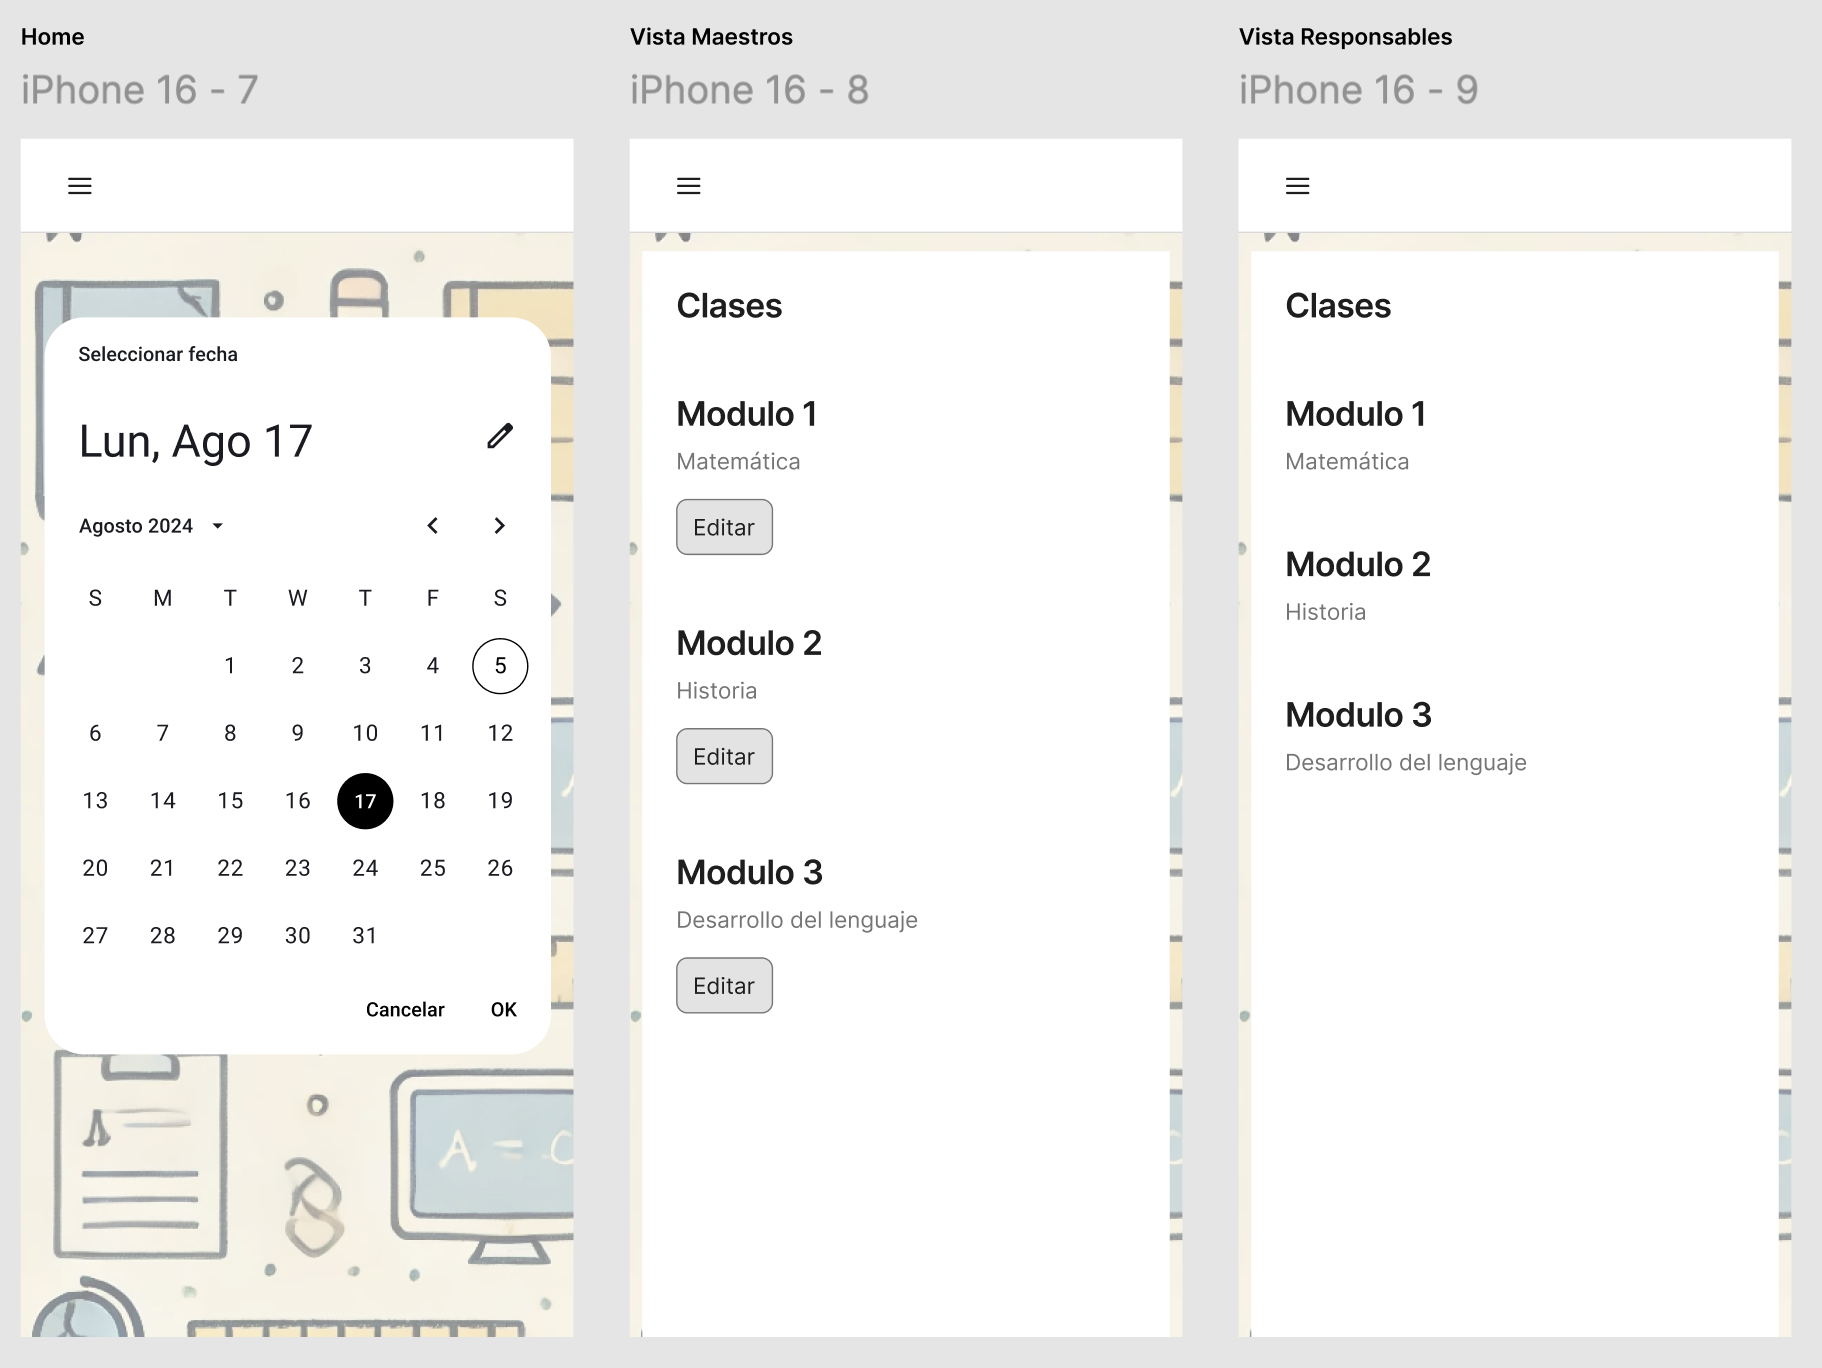 Home
iPhone 16 - 7
Seleccionar fecha
Lun, Ago 17
Agosto 2024
S M T W T F S
1 2 3 4 5
6 7 8 9 10 11 12
13 14 15 16 17 18 19
20 21 22 23 24 25 26
27 28 29 30 31
Cancelar OK
A = C
Vista Maestros
iPhone 16 - 8
Clases
Modulo 1
Matemática
Editar
Modulo 2
Historia
Editar
Modulo 3
Desarrollo del lenguaje
Editar
Vista Responsables
iPhone 16 - 9
Clases
Modulo 1
Matemática
Modulo 2
Historia
Modulo 3
Desarrollo del lenguaje